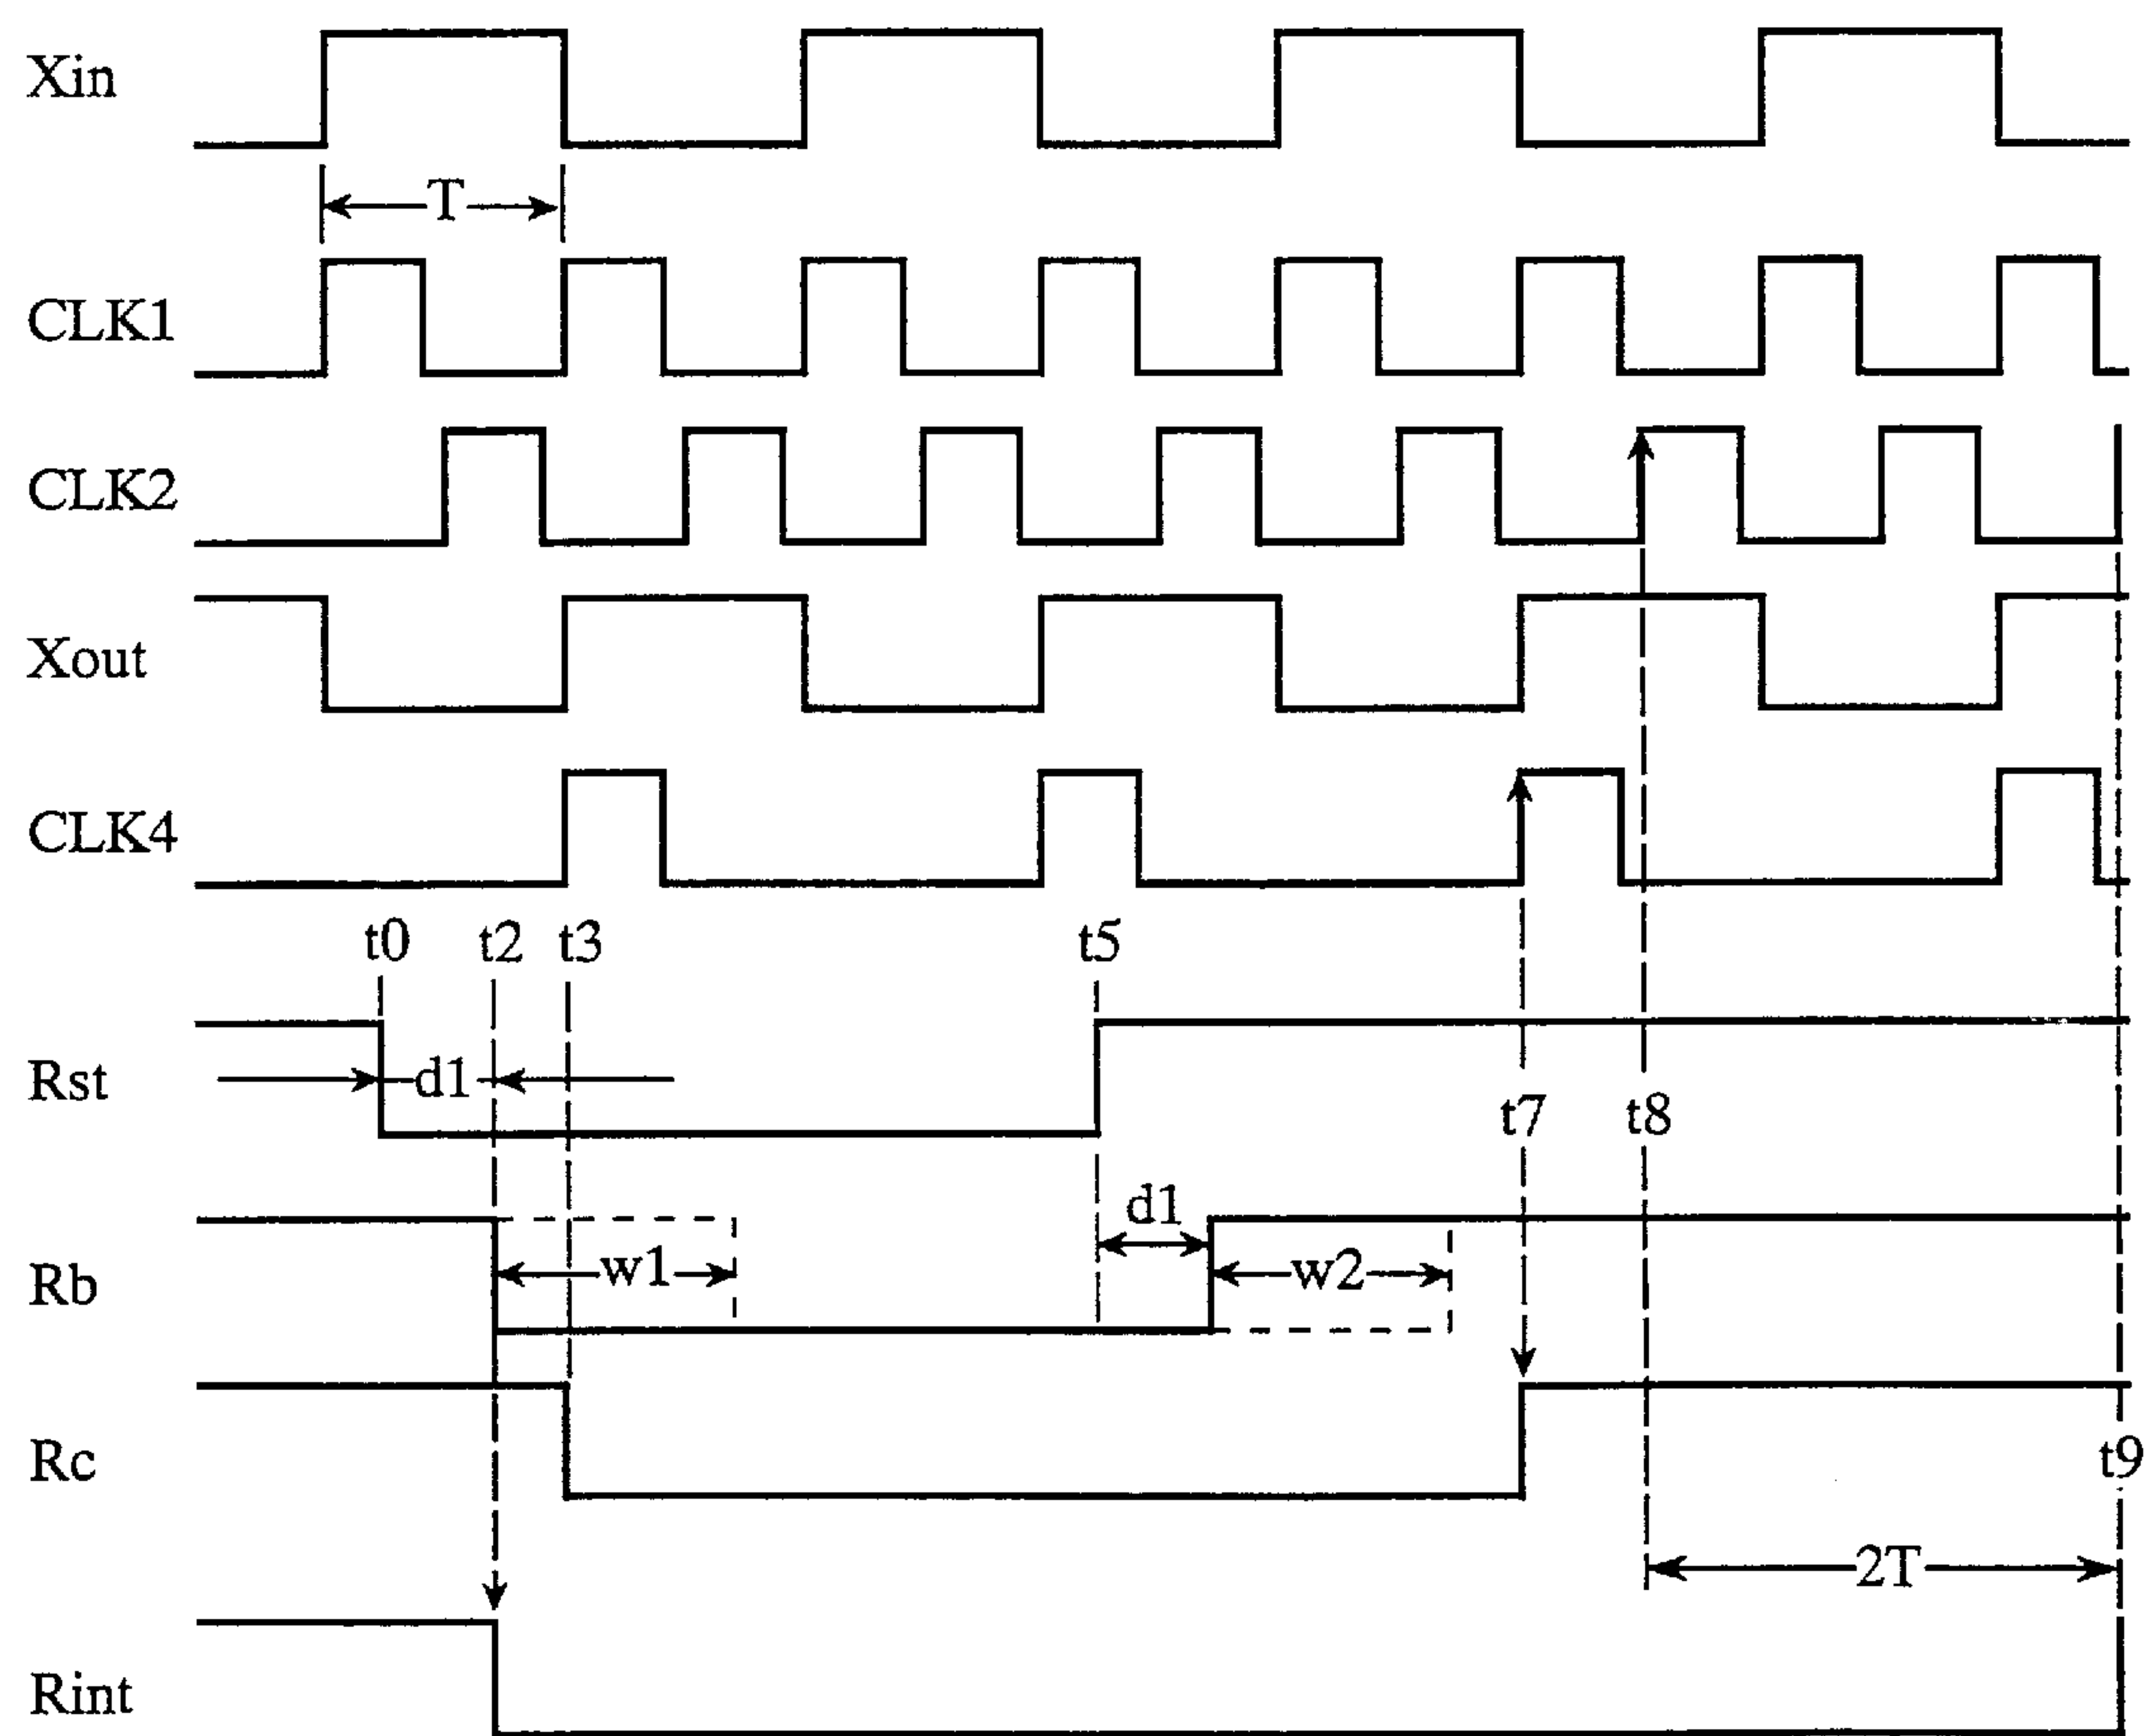 Xin
T
CLK1
CLK2
Xout
CLK4
t0 t2 t3 t5
Rst d1
t7 t8
d1
Rb w1 w2
Rc t9
2T
Rint